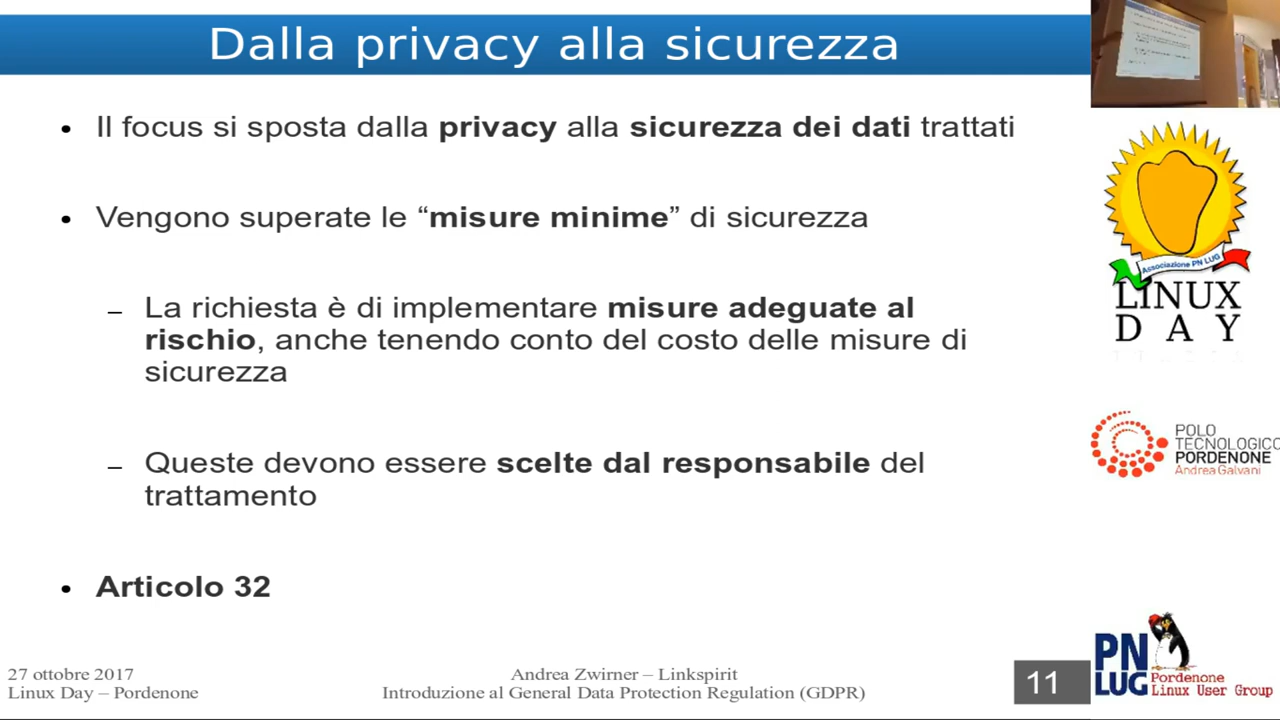 Dalla privacy alla sicurezza
• Il focus si sposta dalla privacy alla sicurezza dei dati trattati
• Vengono superate le “misure minime” di sicurezza
– La richiesta è di implementare misure adeguate al
rischio, anche tenendo conto del costo delle misure di
sicurezza
– Queste devono essere scelte dal responsabile del
trattamento
• Articolo 32
27 ottobre 2017
Linux Day – Pordenone
Andrea Zwirner – Linkspirit
Introduzione al General Data Protection Regulation (GDPR)
11
Associazione PN LUG
LINUX
DAY
POLO
TECNOLOGICO
PORDENONE
Andrea Galvani
PN
LUG
Pordenone
Linux User Group